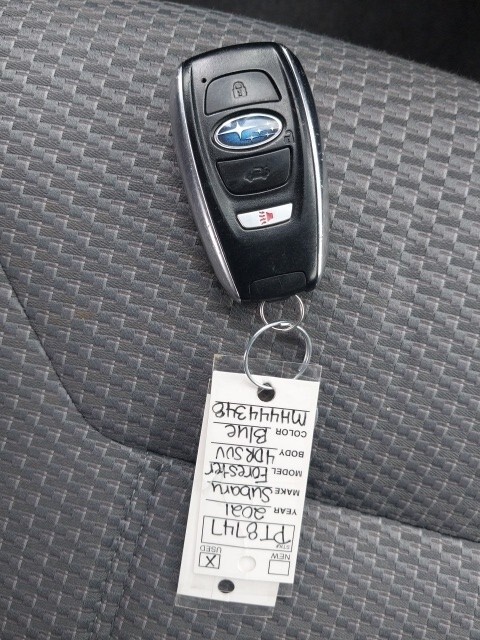 NEW
USED X
STK# PT8747
YEAR 2021
MAKE Subaru
MODEL Forester
BODY 4DR SUV
COLOR Blue
MH444348